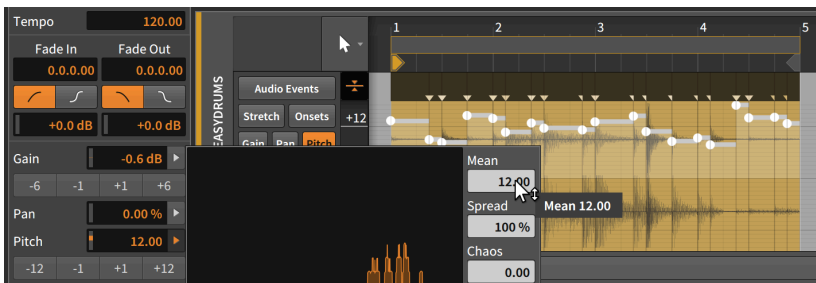 Tempo 120.00
Fade In Fade Out
0.0.0.00 0.0.0.00
+0.0 dB +0.0 dB
Gain -0.6 dB
-6 -1 +1 +6
Pan 0.00 %
Pitch 12.00
-12 -1 +1 +12
EASYDRUMS
Audio Events
Stretch Onsets
Gain Pan Pitch
+12
1 2 3 4 5
Mean
12.00
Mean 12.00
Spread
100 %
Chaos
0.00